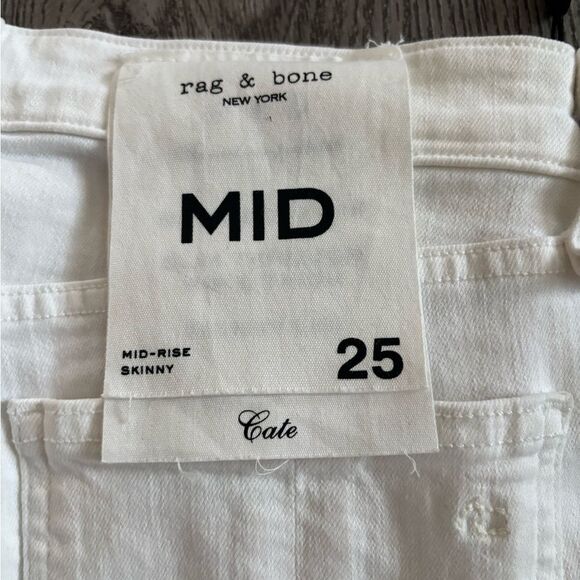 rag & bone
NEW YORK
MID
MID-RISE
SKINNY
25
Cate